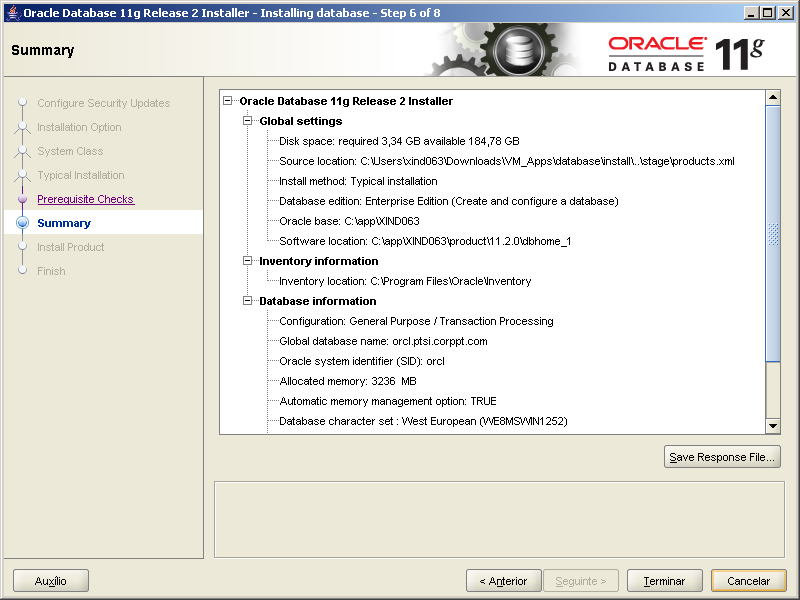 Oracle Database 11g Release 2 Installer - Installing database - Step 6 of 8
Summary
ORACLE
DATABASE
11g
Configure Security Updates
Installation Option
System Class
Typical Installation
Prerequisite Checks
Summary
Install Product
Finish
Oracle Database 11g Release 2 Installer
Global settings
Disk space: required 3,34 GB available 184,78 GB
Source location: C:\Users\xind063\Downloads\VM_Apps\database\install\..\stage\products.xml
Install method: Typical installation
Database edition: Enterprise Edition (Create and configure a database)
Oracle base: C:\app\XIND063
Software location: C:\app\XIND063\product\11.2.0\dbhome_1
Inventory information
Inventory location: C:\Program Files\Oracle\Inventory
Database information
Configuration: General Purpose / Transaction Processing
Global database name: orcl.ptsi.corppt.com
Oracle system identifier (SID): orcl
Allocated memory: 3236 MB
Automatic memory management option: TRUE
Database character set : West European (WE8MSWIN1252)
Save Response File...
Auxílio
< Anterior
Seguinte >
Terminar
Cancelar